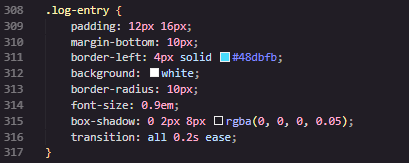 308 .log-entry {
309     padding: 12px 16px;
310     margin-bottom: 10px;
311     border-left: 4px solid #48dbfb;
312     background: white;
313     border-radius: 10px;
314     font-size: 0.9em;
315     box-shadow: 0 2px 8px rgba(0, 0, 0, 0.05);
316     transition: all 0.2s ease;
317 }